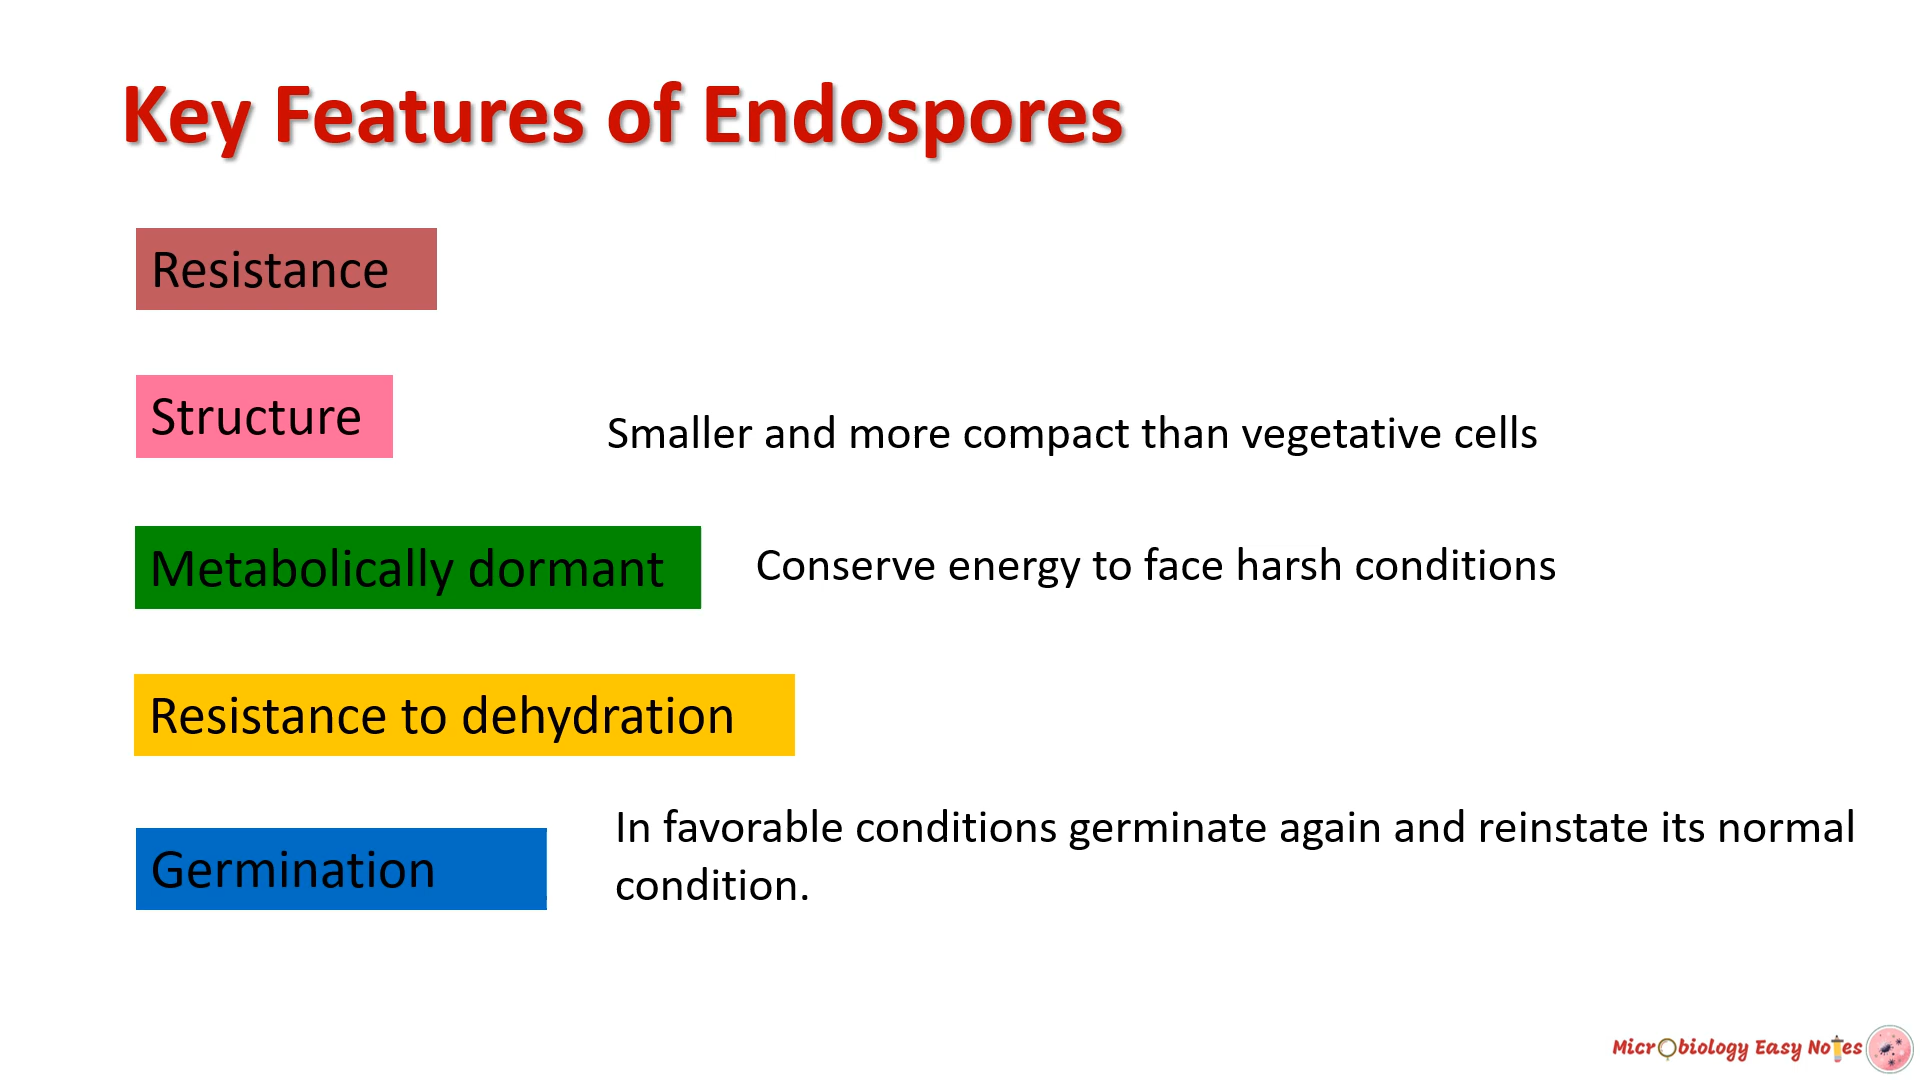 Key Features of Endospores
Resistance
Structure
Smaller and more compact than vegetative cells
Metabolically dormant
Conserve energy to face harsh conditions
Resistance to dehydration
Germination
In favorable conditions germinate again and reinstate its normal
condition.
Microbiology Easy Notes